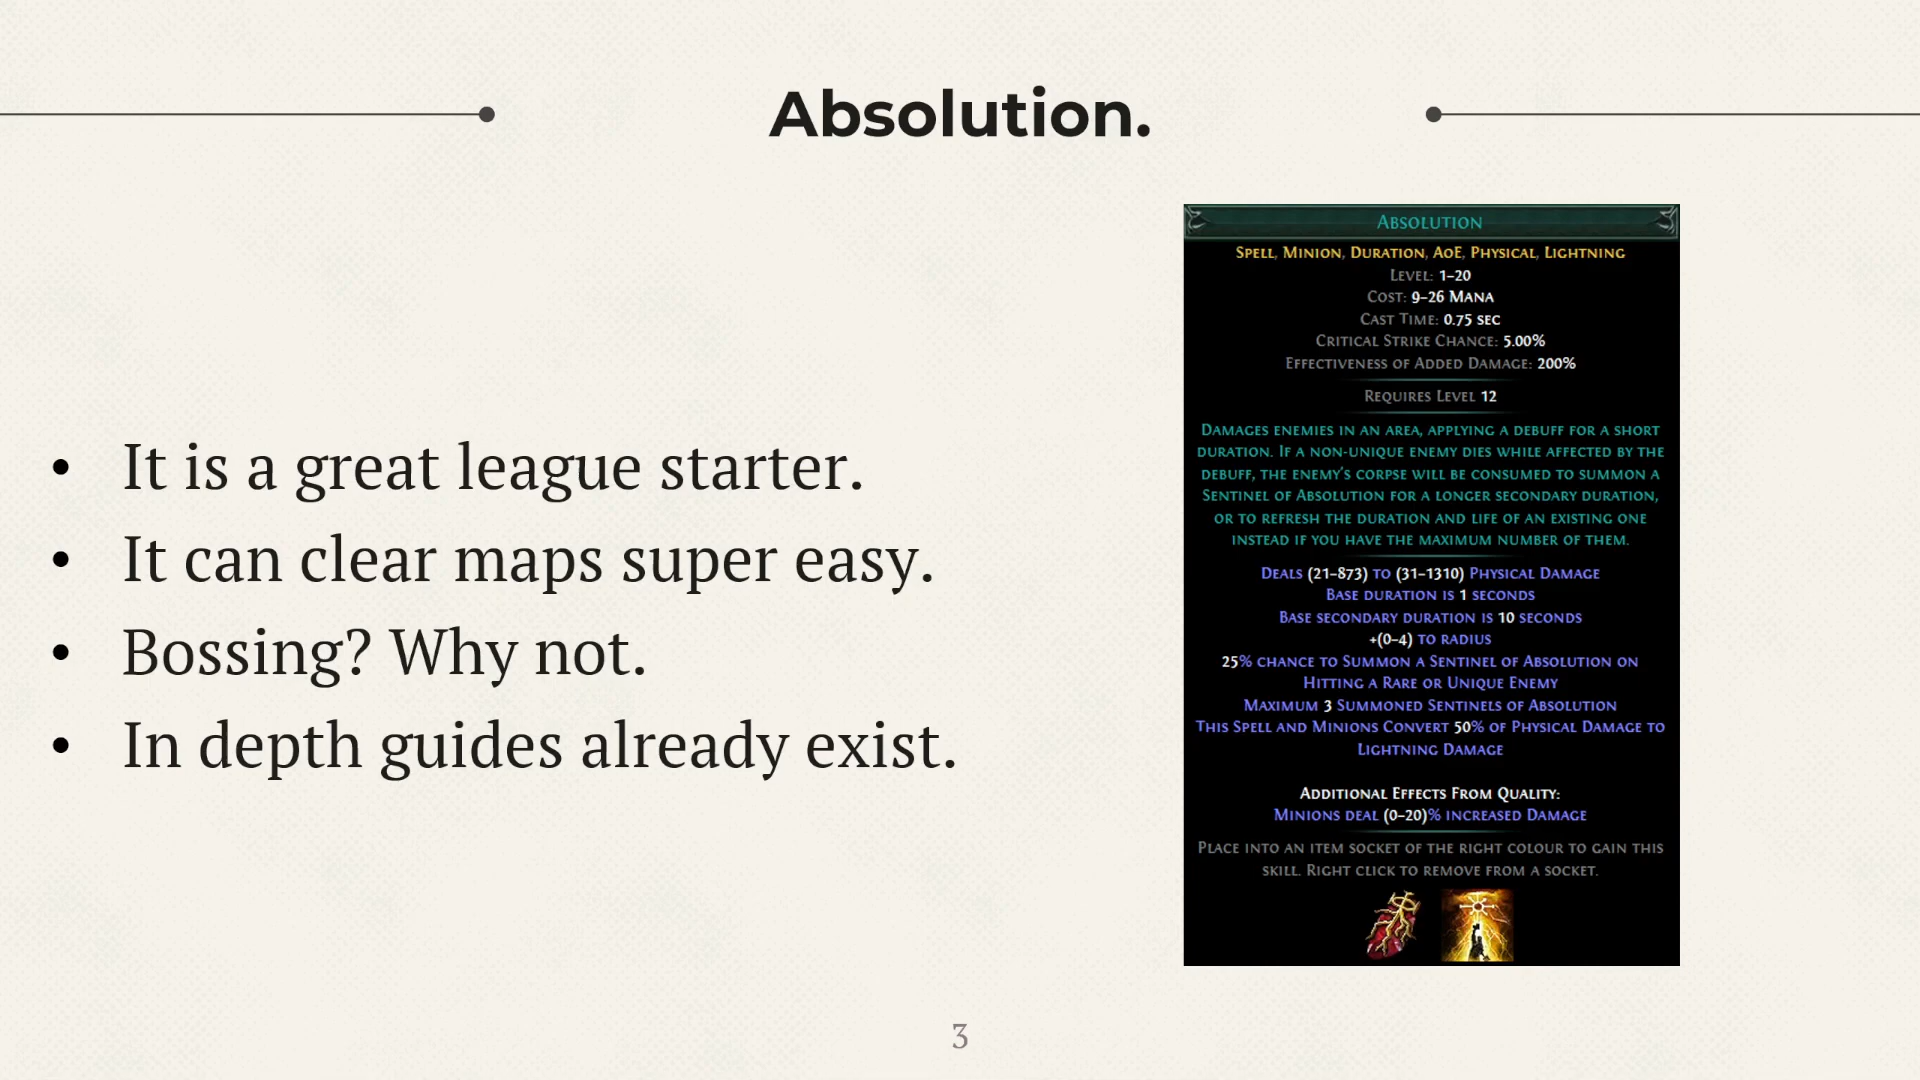 Absolution.
• It is a great league starter.
• It can clear maps super easy.
• Bossing? Why not.
• In depth guides already exist.
Absolution
Spell, Minion, Duration, AoE, Physical, Lightning
Level: 1–20
Cost: 9–26 Mana
Cast Time: 0.75 sec
Critical Strike Chance: 5.00%
Effectiveness of Added Damage: 200%
Requires Level 12
Damages enemies in an area, applying a debuff for a short
duration. If a non-unique enemy dies while affected by the
debuff, the enemy's corpse will be consumed to summon a
Sentinel of Absolution for a longer secondary duration,
or to refresh the duration and life of an existing one
instead if you have the maximum number of them.
Deals (21–873) to (31–1310) Physical Damage
Base duration is 1 seconds
Base secondary duration is 10 seconds
+(0–4) to radius
25% chance to Summon a Sentinel of Absolution on
Hitting a Rare or Unique Enemy
Maximum 3 Summoned Sentinels of Absolution
This Spell and Minions Convert 50% of Physical Damage to
Lightning Damage
Additional Effects From Quality:
Minions deal (0–20)% increased Damage
Place into an item socket of the right colour to gain this
skill. Right click to remove from a socket.
3